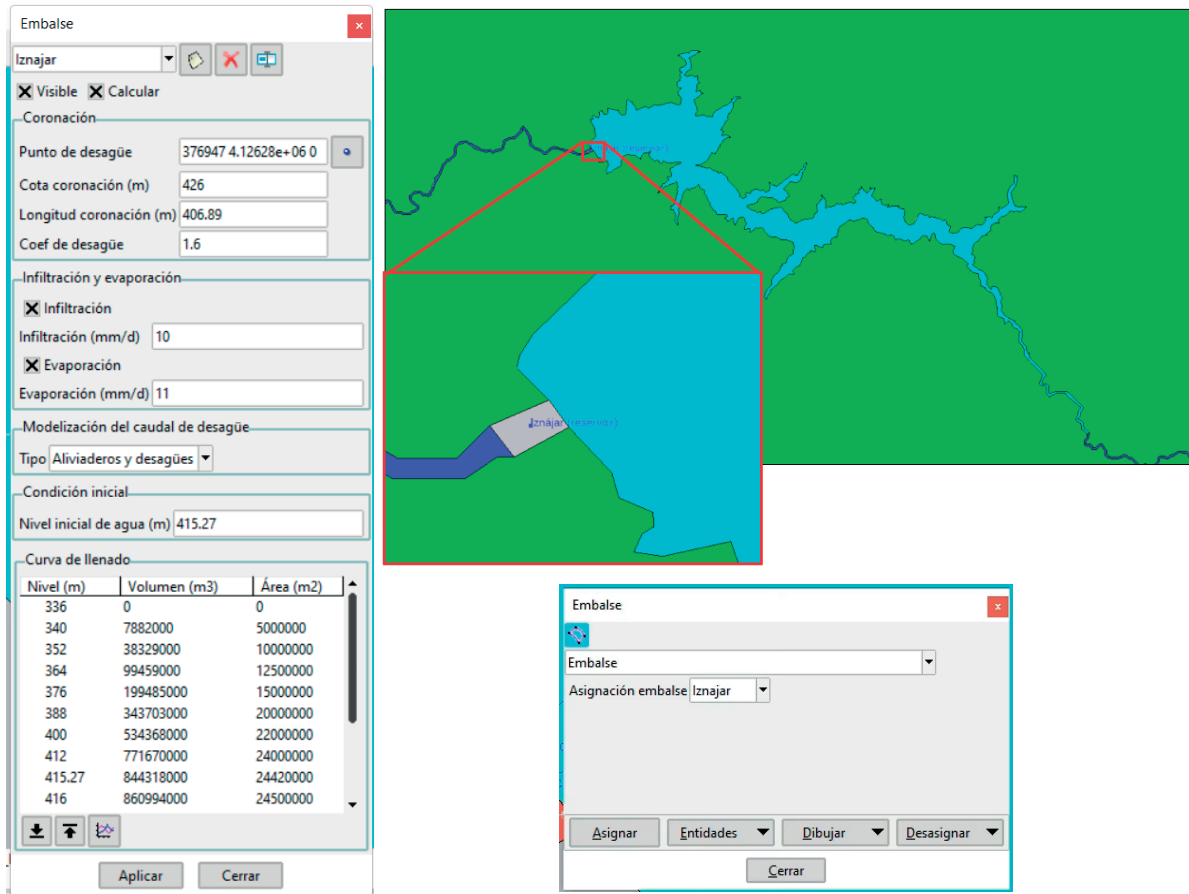 Embalse
Iznajar
Visible Calcular
Coronación
Punto de desagüe 376947 4.12628e+06 0
Cota coronación (m) 426
Longitud coronación (m) 406.89
Coef de desagüe 1.6
Infiltración y evaporación
Infiltración
Infiltración (mm/d) 10
Evaporación
Evaporación (mm/d) 11
Modelización del caudal de desagüe
Tipo Aliviaderos y desagües
Condición inicial
Nivel inicial de agua (m) 415.27
Curva de llenado
Nivel (m) Volumen (m3) Área (m2)
336 0 0
340 7882000 5000000
352 38329000 10000000
364 99459000 12500000
376 199485000 15000000
388 343703000 20000000
400 534368000 22000000
412 771670000 24000000
415.27 844318000 24420000
416 860994000 24500000
Aplicar Cerrar
Iznájar (reservar)
Embalse
Embalse
Asignación embalse Iznajar
Asignar Entidades Dibujar Desasignar
Cerrar